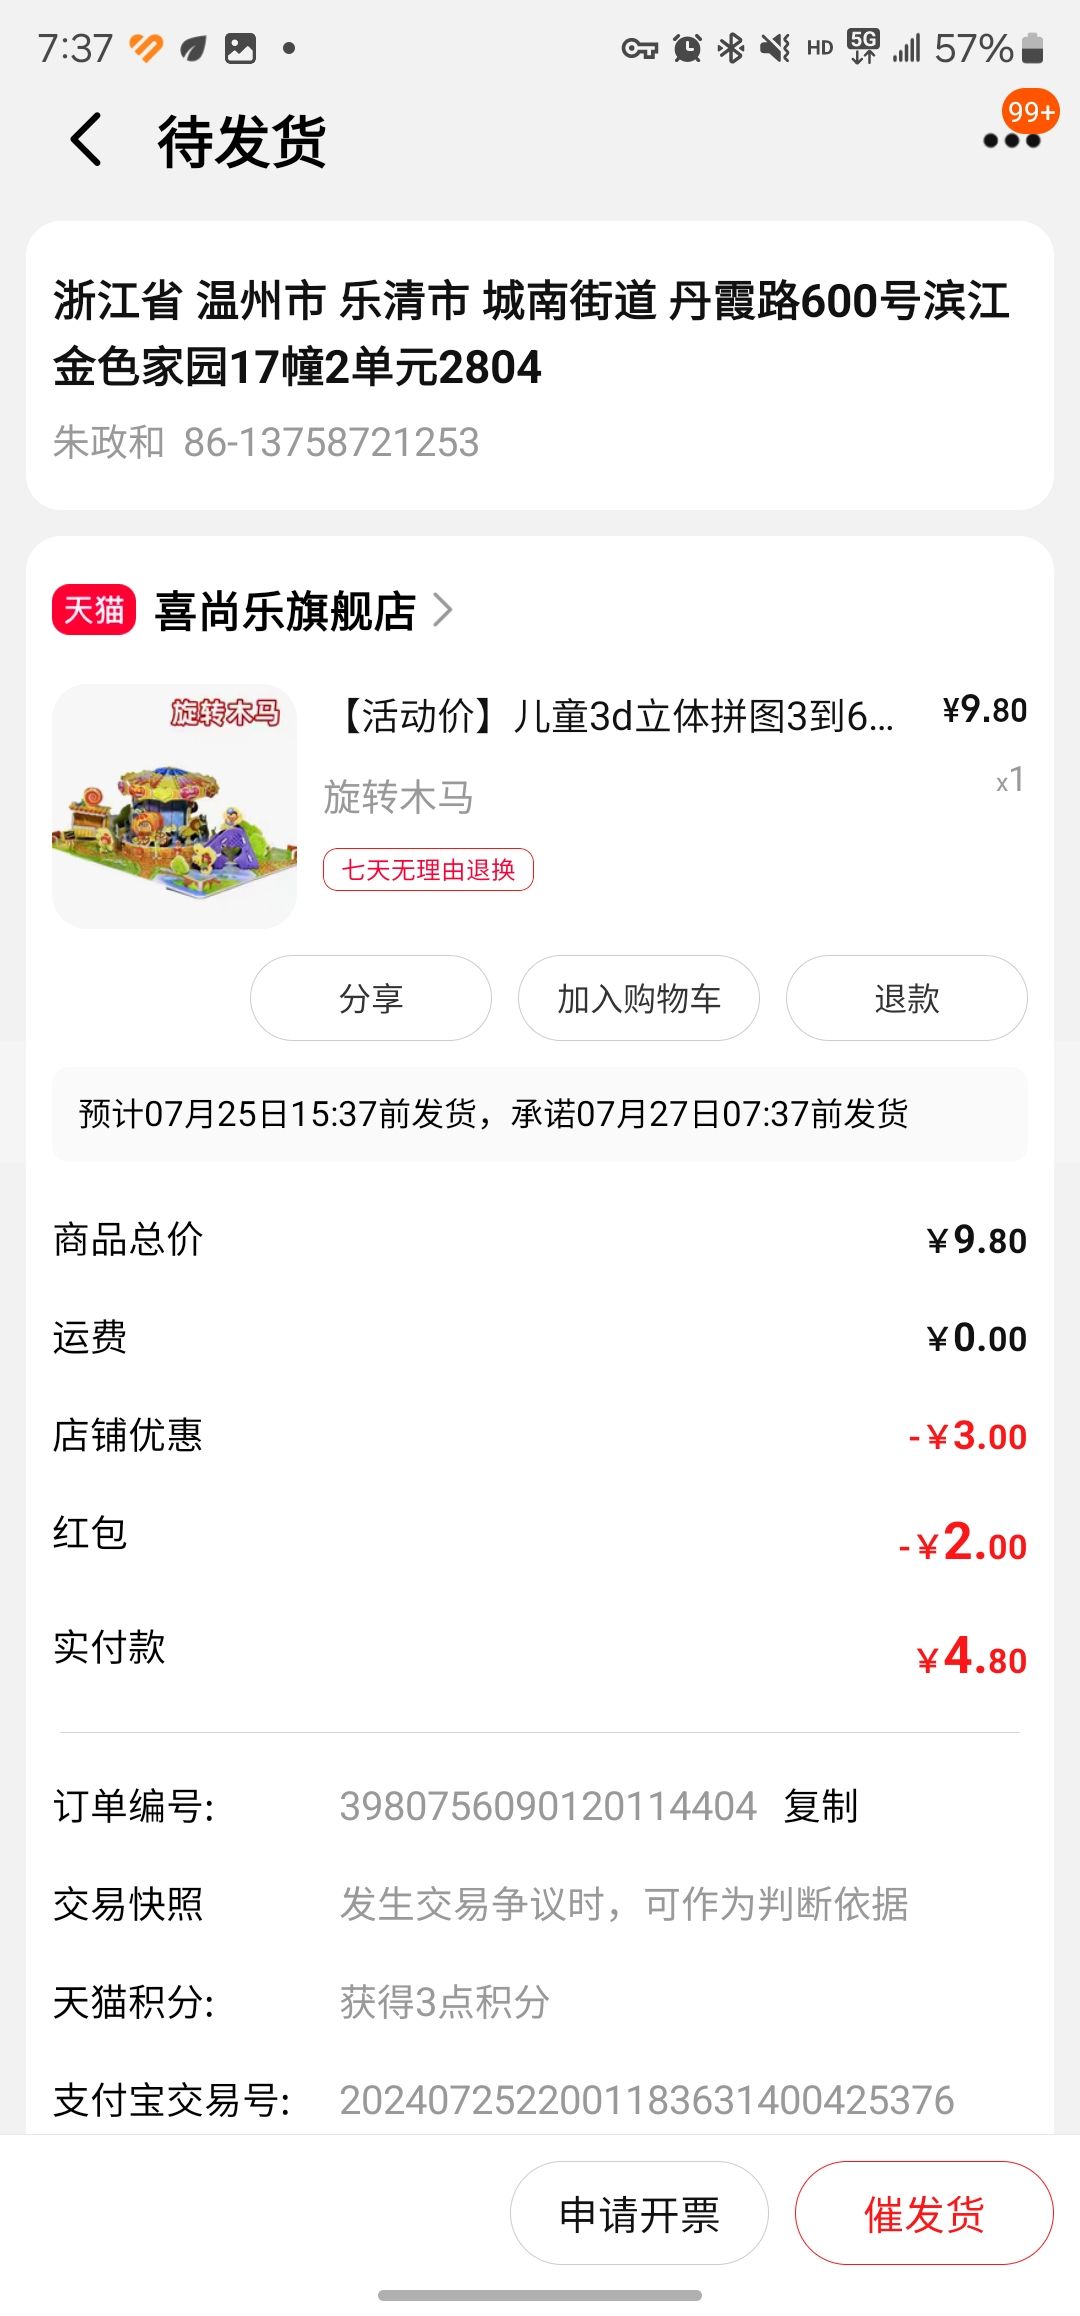 7:37
HD 5G 57%
待发货
99+
浙江省 温州市 乐清市 城南街道 丹霞路600号滨江
金色家园17幢2单元2804
朱政和 86-13758721253
天猫 喜尚乐旗舰店
旋转木马
【活动价】儿童3d立体拼图3到6... ¥9.80
旋转木马 x1
七天无理由退换
分享 加入购物车 退款
预计07月25日15:37前发货，承诺07月27日07:37前发货
商品总价 ¥9.80
运费 ¥0.00
店铺优惠 -¥3.00
红包 -¥2.00
实付款 ¥4.80
订单编号: 3980756090120114404 复制
交易快照 发生交易争议时，可作为判断依据
天猫积分: 获得3点积分
支付宝交易号: 2024072522001183631400425376
申请开票 催发货